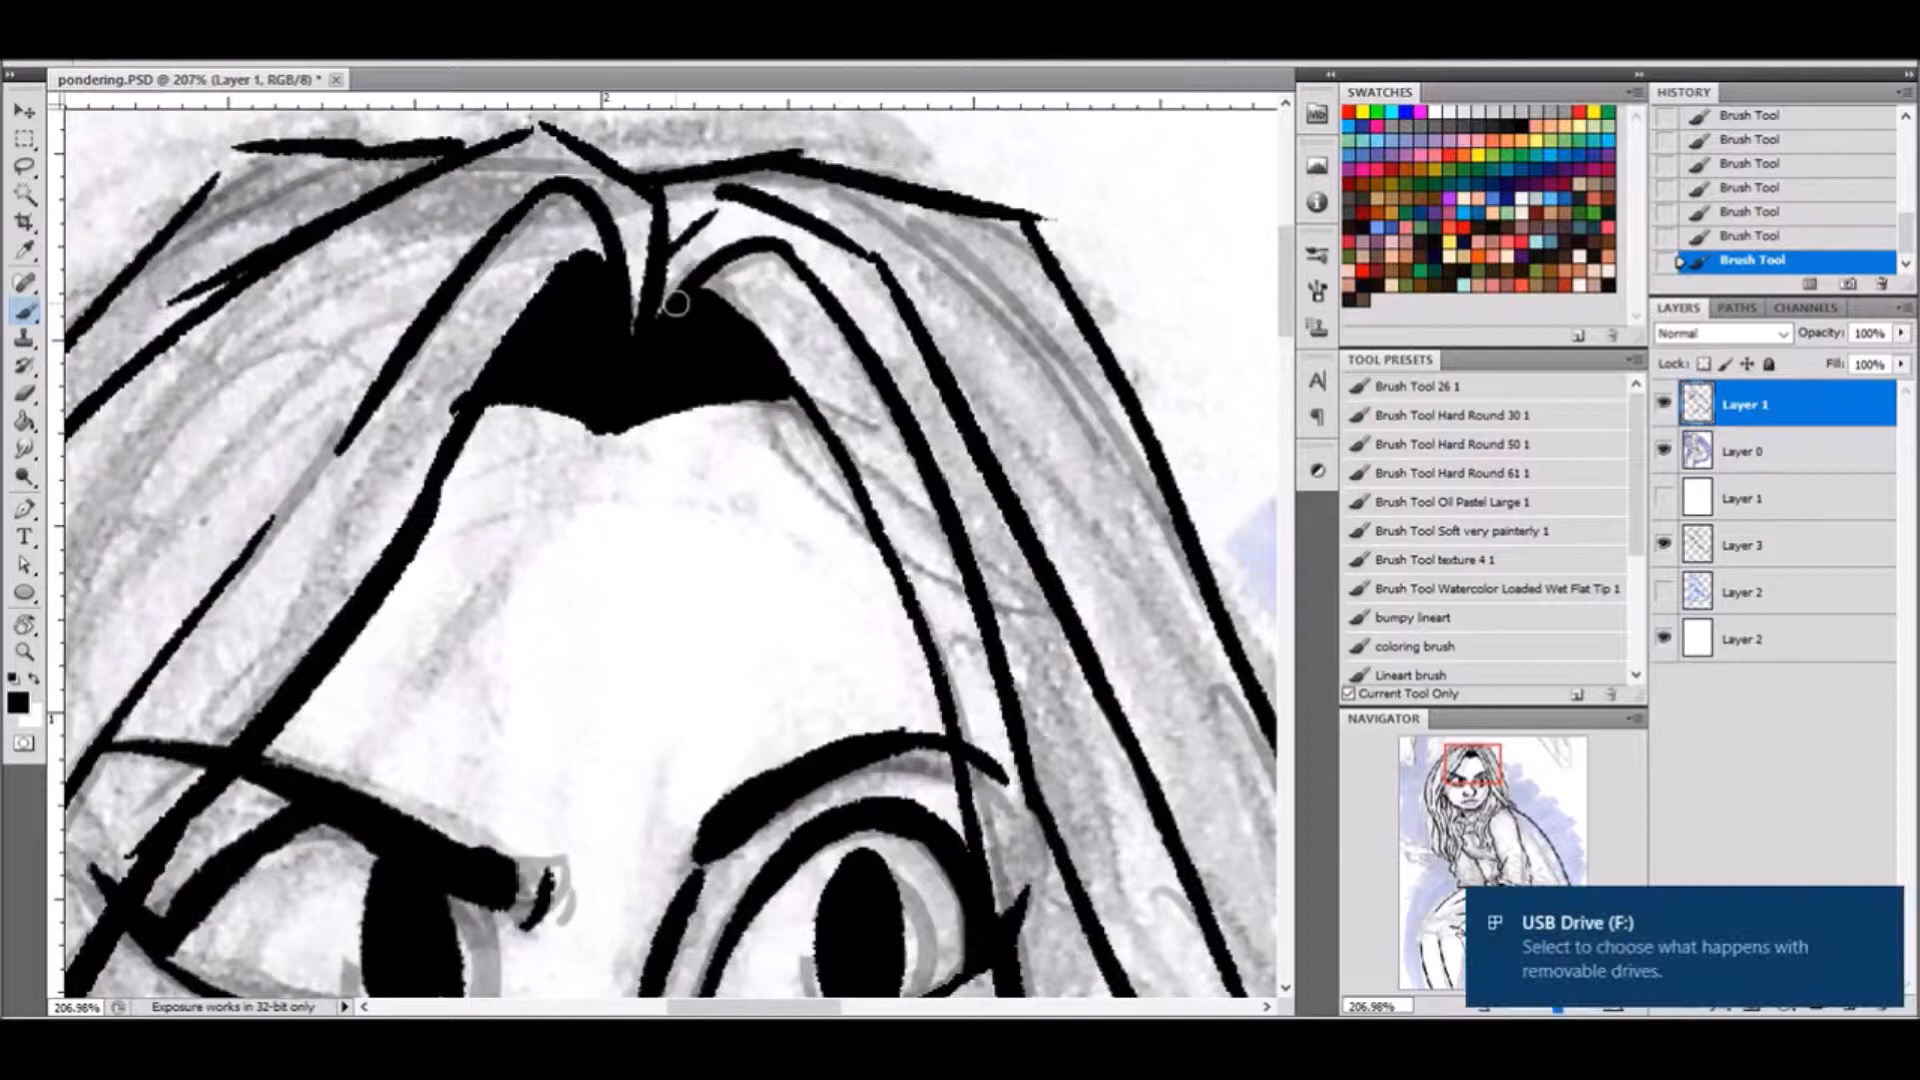 pondering.PSD @ 207% (Layer 1, RGB/8) *
2
1
206.98%
Exposure works in 32-bit only
SWATCHES
TOOL PRESETS
Brush Tool 26 1
Brush Tool Hard Round 30 1
Brush Tool Hard Round 50 1
Brush Tool Hard Round 61 1
Brush Tool Oil Pastel Large 1
Brush Tool Soft very painterly 1
Brush Tool texture 4 1
Brush Tool Watercolor Loaded Wet Flat Tip 1
bumpy lineart
coloring brush
Lineart brush
Current Tool Only
NAVIGATOR
206.98%
HISTORY
Brush Tool
Brush Tool
Brush Tool
Brush Tool
Brush Tool
Brush Tool
Brush Tool
LAYERS PATHS CHANNELS
Normal Opacity: 100%
Lock: Fill: 100%
Layer 1
Layer 0
Layer 1
Layer 3
Layer 2
Layer 2
USB Drive (F:)
Select to choose what happens with
removable drives.